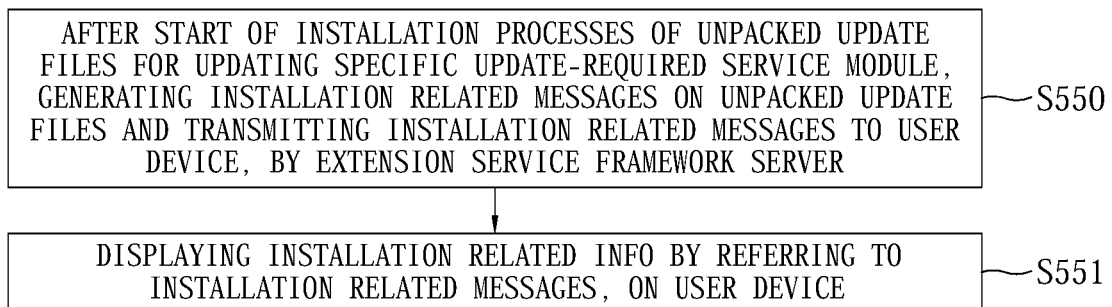 AFTER START OF INSTALLATION PROCESSES OF UNPACKED UPDATE
FILES FOR UPDATING SPECIFIC UPDATE-REQUIRED SERVICE MODULE,
GENERATING INSTALLATION RELATED MESSAGES ON UNPACKED UPDATE
FILES AND TRANSMITTING INSTALLATION RELATED MESSAGES TO USER
DEVICE, BY EXTENSION SERVICE FRAMEWORK SERVER
S550
DISPLAYING INSTALLATION RELATED INFO BY REFERRING TO
INSTALLATION RELATED MESSAGES, ON USER DEVICE
S551